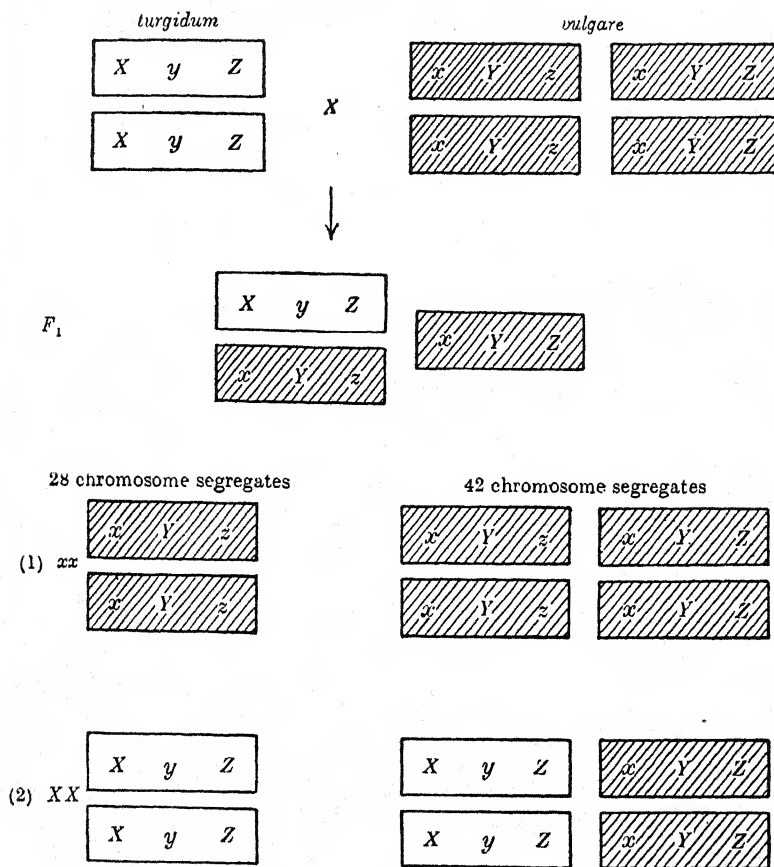 turgidum vulgare
X y Z x Y z x Y Z
X
X y Z x Y z x Y Z
X y Z
F1 x Y Z
x Y z
28 chromosome segregates 42 chromosome segregates
x Y z x Y z x Y Z
(1) xx
x Y z x Y z x Y Z
X y Z X y Z x Y Z
(2) XX
X y Z X y Z x Y Z